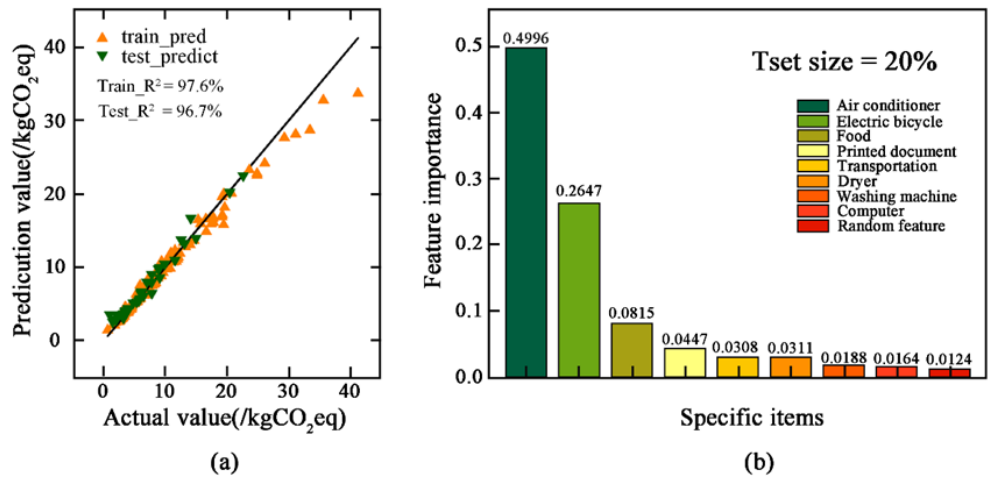 (a)
40
30
20
10
0
0 10 20 30 40
Predicution value(/kgCO₂eq)
Actual value(/kgCO₂eq)
train_pred
test_predict
Train_R² = 97.6%
Test_R² = 96.7%
(b)
0.5
0.4
0.3
0.2
0.1
0.0
Feature importance
Specific items
0.4996
0.2647
0.0815
0.0447
0.0308
0.0311
0.0188
0.0164
0.0124
Tset size = 20%
Air conditioner
Electric bicycle
Food
Printed document
Transportation
Dryer
Washing machine
Computer
Random feature